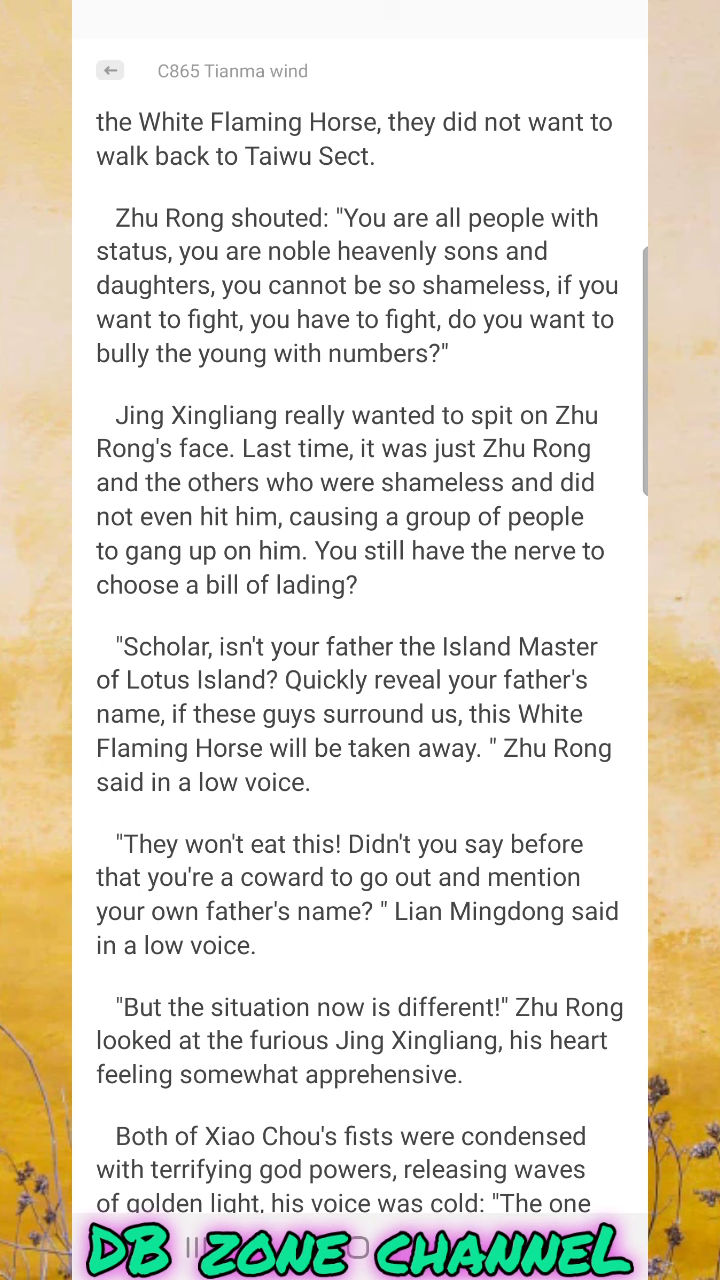 C865 Tianma wind
the White Flaming Horse, they did not want to
walk back to Taiwu Sect.
Zhu Rong shouted: "You are all people with
status, you are noble heavenly sons and
daughters, you cannot be so shameless, if you
want to fight, you have to fight, do you want to
bully the young with numbers?"
Jing Xingliang really wanted to spit on Zhu
Rong's face. Last time, it was just Zhu Rong
and the others who were shameless and did
not even hit him, causing a group of people
to gang up on him. You still have the nerve to
choose a bill of lading?
"Scholar, isn't your father the Island Master
of Lotus Island? Quickly reveal your father's
name, if these guys surround us, this White
Flaming Horse will be taken away. " Zhu Rong
said in a low voice.
"They won't eat this! Didn't you say before
that you're a coward to go out and mention
your own father's name? " Lian Mingdong said
in a low voice.
"But the situation now is different!" Zhu Rong
looked at the furious Jing Xingliang, his heart
feeling somewhat apprehensive.
Both of Xiao Chou's fists were condensed
with terrifying god powers, releasing waves
of golden light, his voice was cold: "The one
DB ZONE CHANNEL